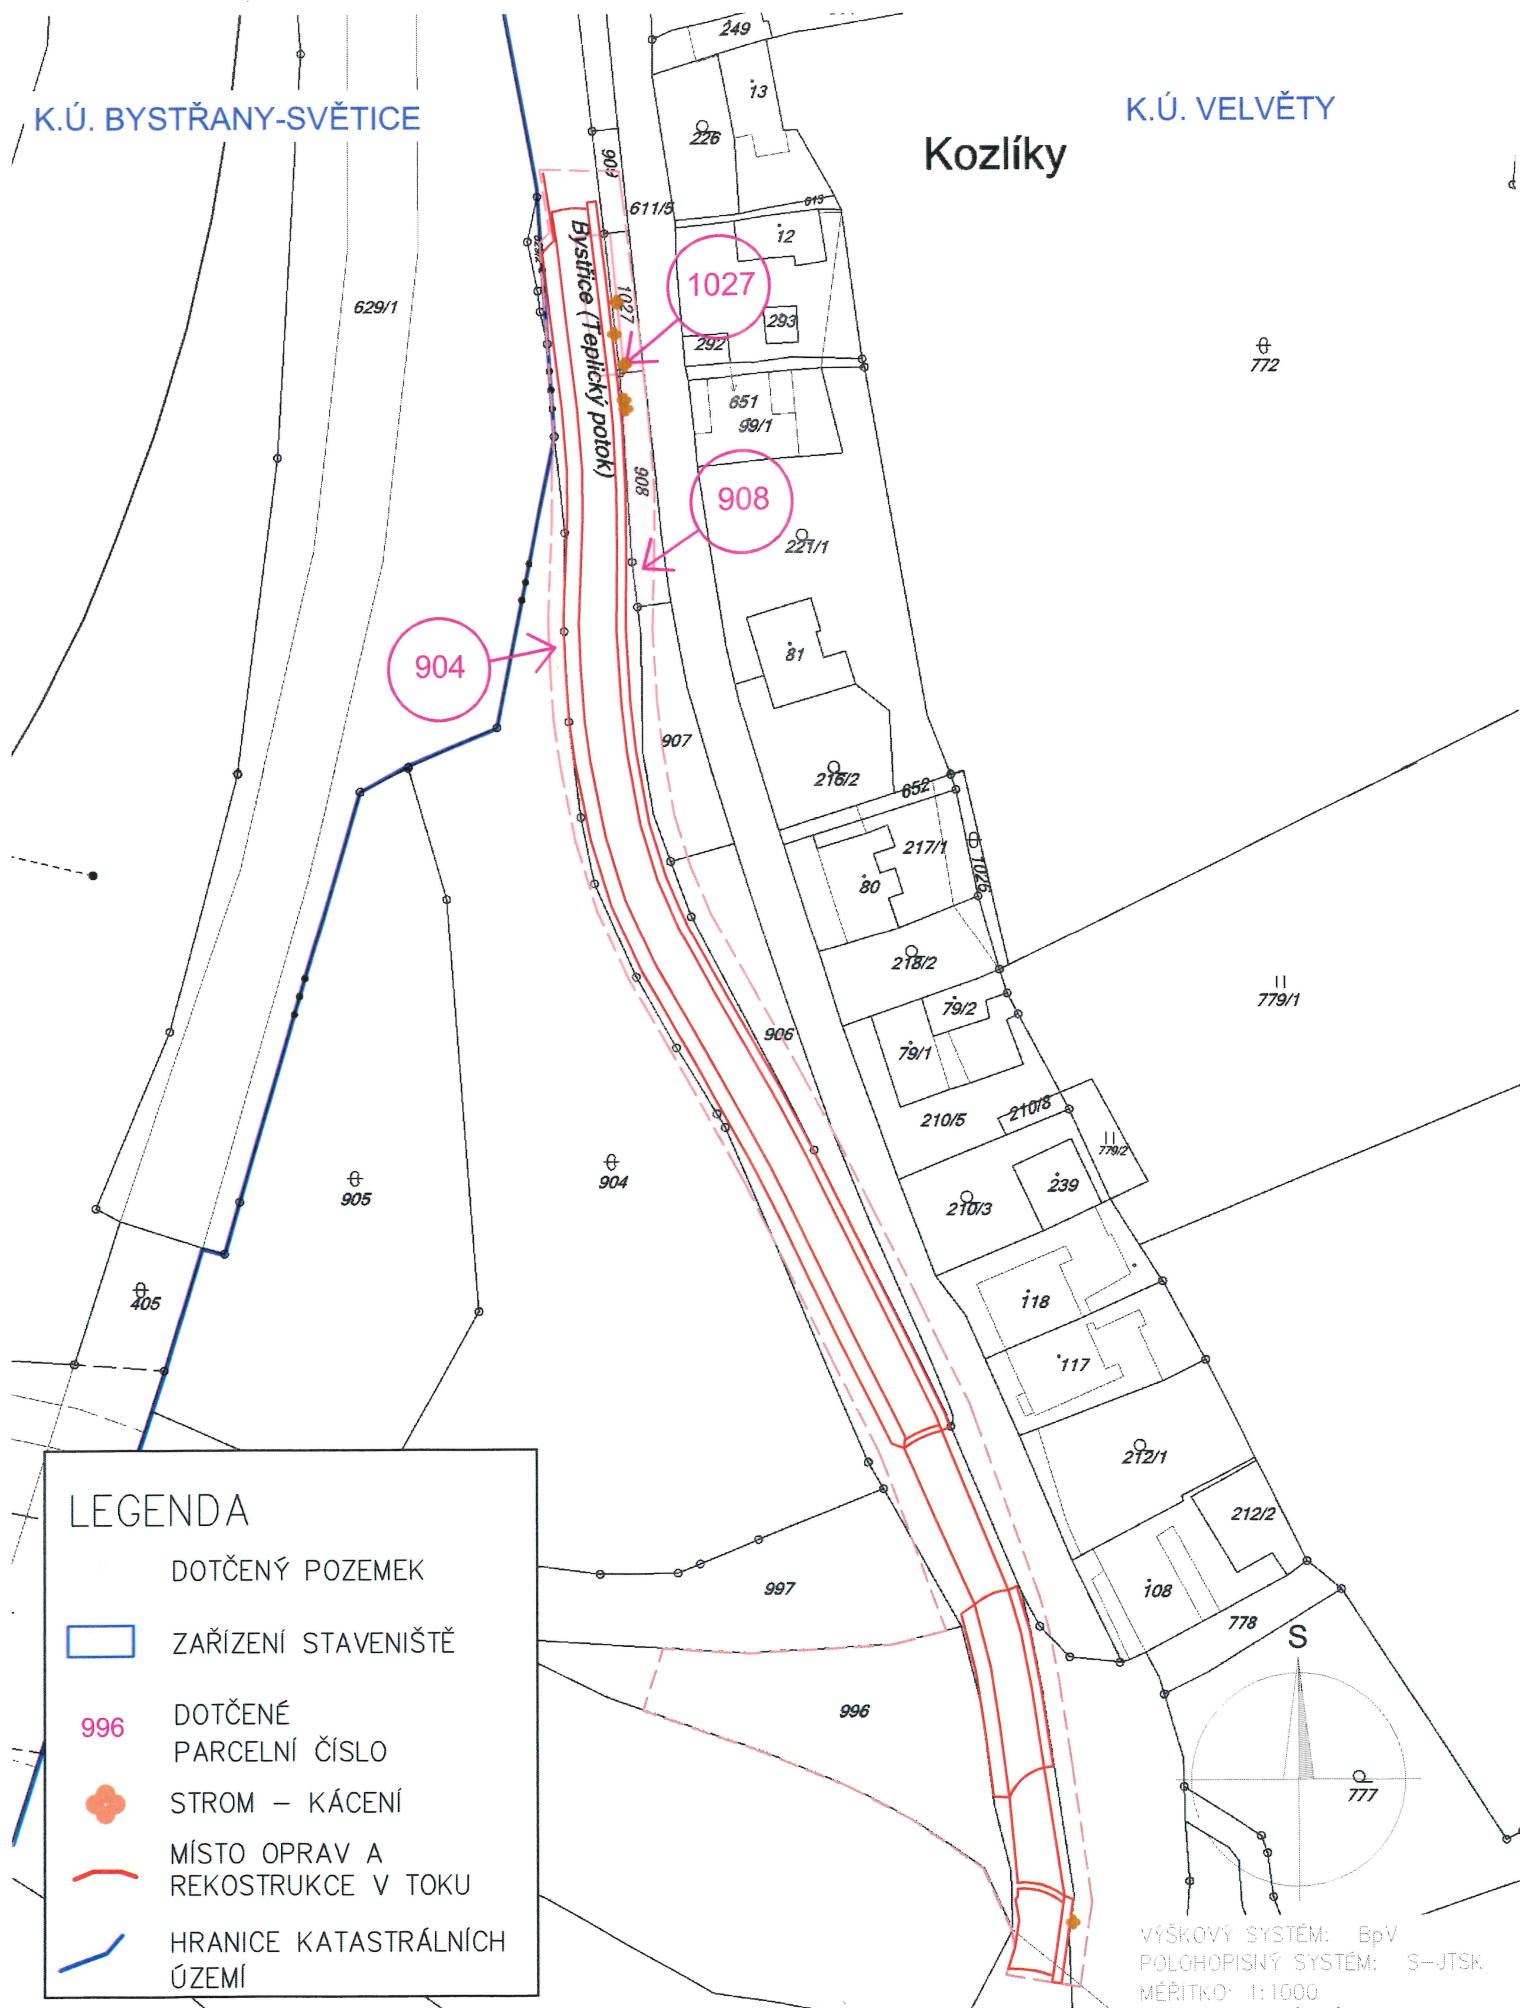 249
K.Ú. BYSTŘANY-SVĚTICE
K.Ú. VELVĚTY
Kozlíky
13
226
909
611/5
613
12
629/1
1027
1027
293
292
772
Bystřice (Teplický potok)
651
99/1
908
908
221/1
904
81
907
216/2
652
217/1
1026
80
218/2
79/2
779/1
906
79/1
210/8
210/5
779/2
904
905
239
210/3
405
118
117
212/1
212/2
108
997
778
S
996
777
LEGENDA
DOTČENÝ POZEMEK
ZAŘÍZENÍ STAVENIŠTĚ
996 DOTČENÉ
PARCELNÍ ČÍSLO
STROM – KÁCENÍ
MÍSTO OPRAV A
REKOSTRUKCE V TOKU
HRANICE KATASTRÁLNÍCH
ÚZEMÍ
VÝŠKOVÝ SYSTÉM: BpV
POLOHOPISNÝ SYSTÉM: S-JTSK
MĚŘÍTKO: 1:1000